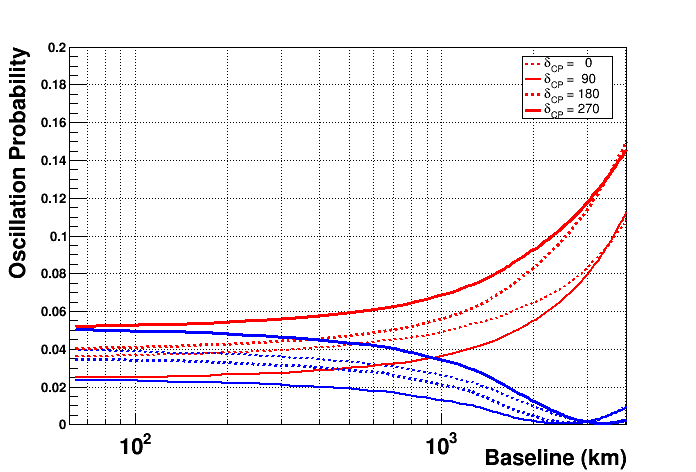 Oscillation Probability
0.2
0.18
0.16
0.14
0.12
0.1
0.08
0.06
0.04
0.02
0
δCP = 0
δCP = 90
δCP = 180
δCP = 270
10²
10³
Baseline (km)